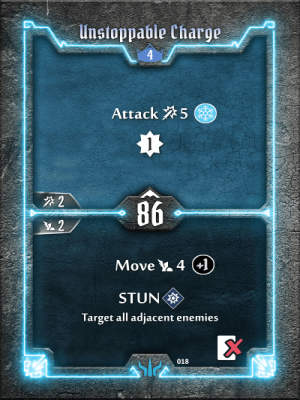 Unstoppable Charge
4
Attack 5
1
2
86
2
Move 4 +1
STUN
Target all adjacent enemies
018